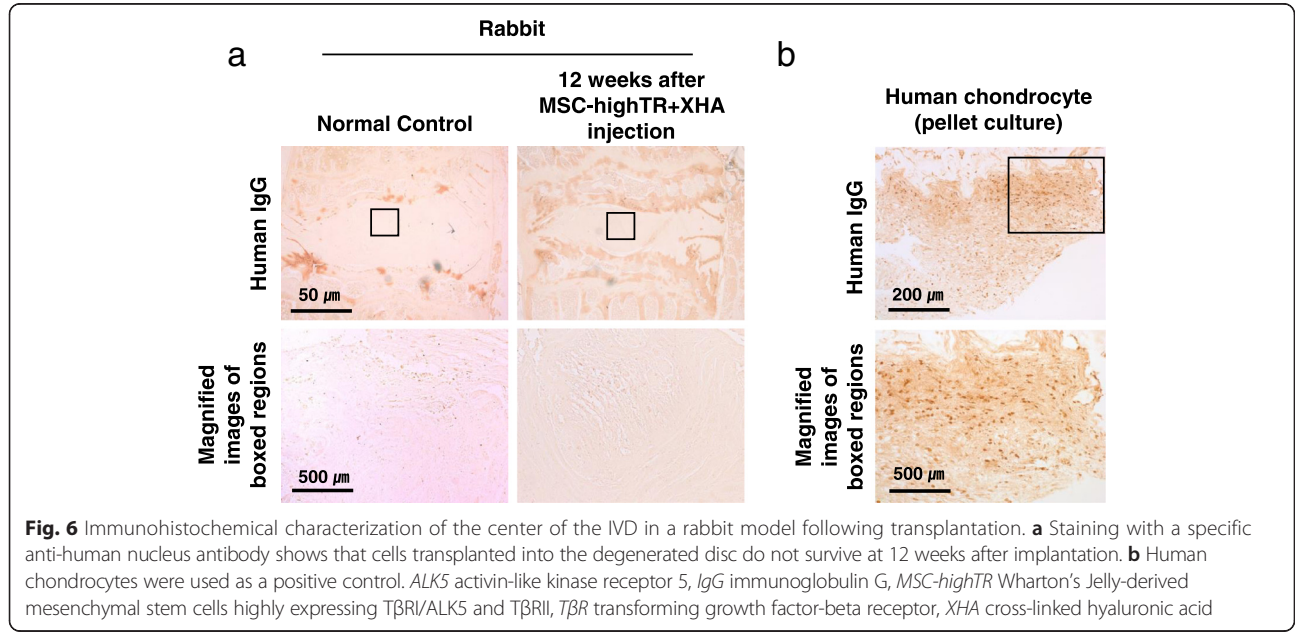 Rabbit
a
b
12 weeks after
MSC-highTR+XHA
injection
Normal Control
Human chondrocyte
(pellet culture)
Human IgG
50 ㎛
Human IgG
200 ㎛
Magnified
images of
boxed regions
500 ㎛
Magnified
images of
boxed regions
500 ㎛
Fig. 6 Immunohistochemical characterization of the center of the IVD in a rabbit model following transplantation. a Staining with a specific
anti-human nucleus antibody shows that cells transplanted into the degenerated disc do not survive at 12 weeks after implantation. b Human
chondrocytes were used as a positive control. ALK5 activin-like kinase receptor 5, IgG immunoglobulin G, MSC-highTR Wharton’s Jelly-derived
mesenchymal stem cells highly expressing TβRI/ALK5 and TβRII, TβR transforming growth factor-beta receptor, XHA cross-linked hyaluronic acid